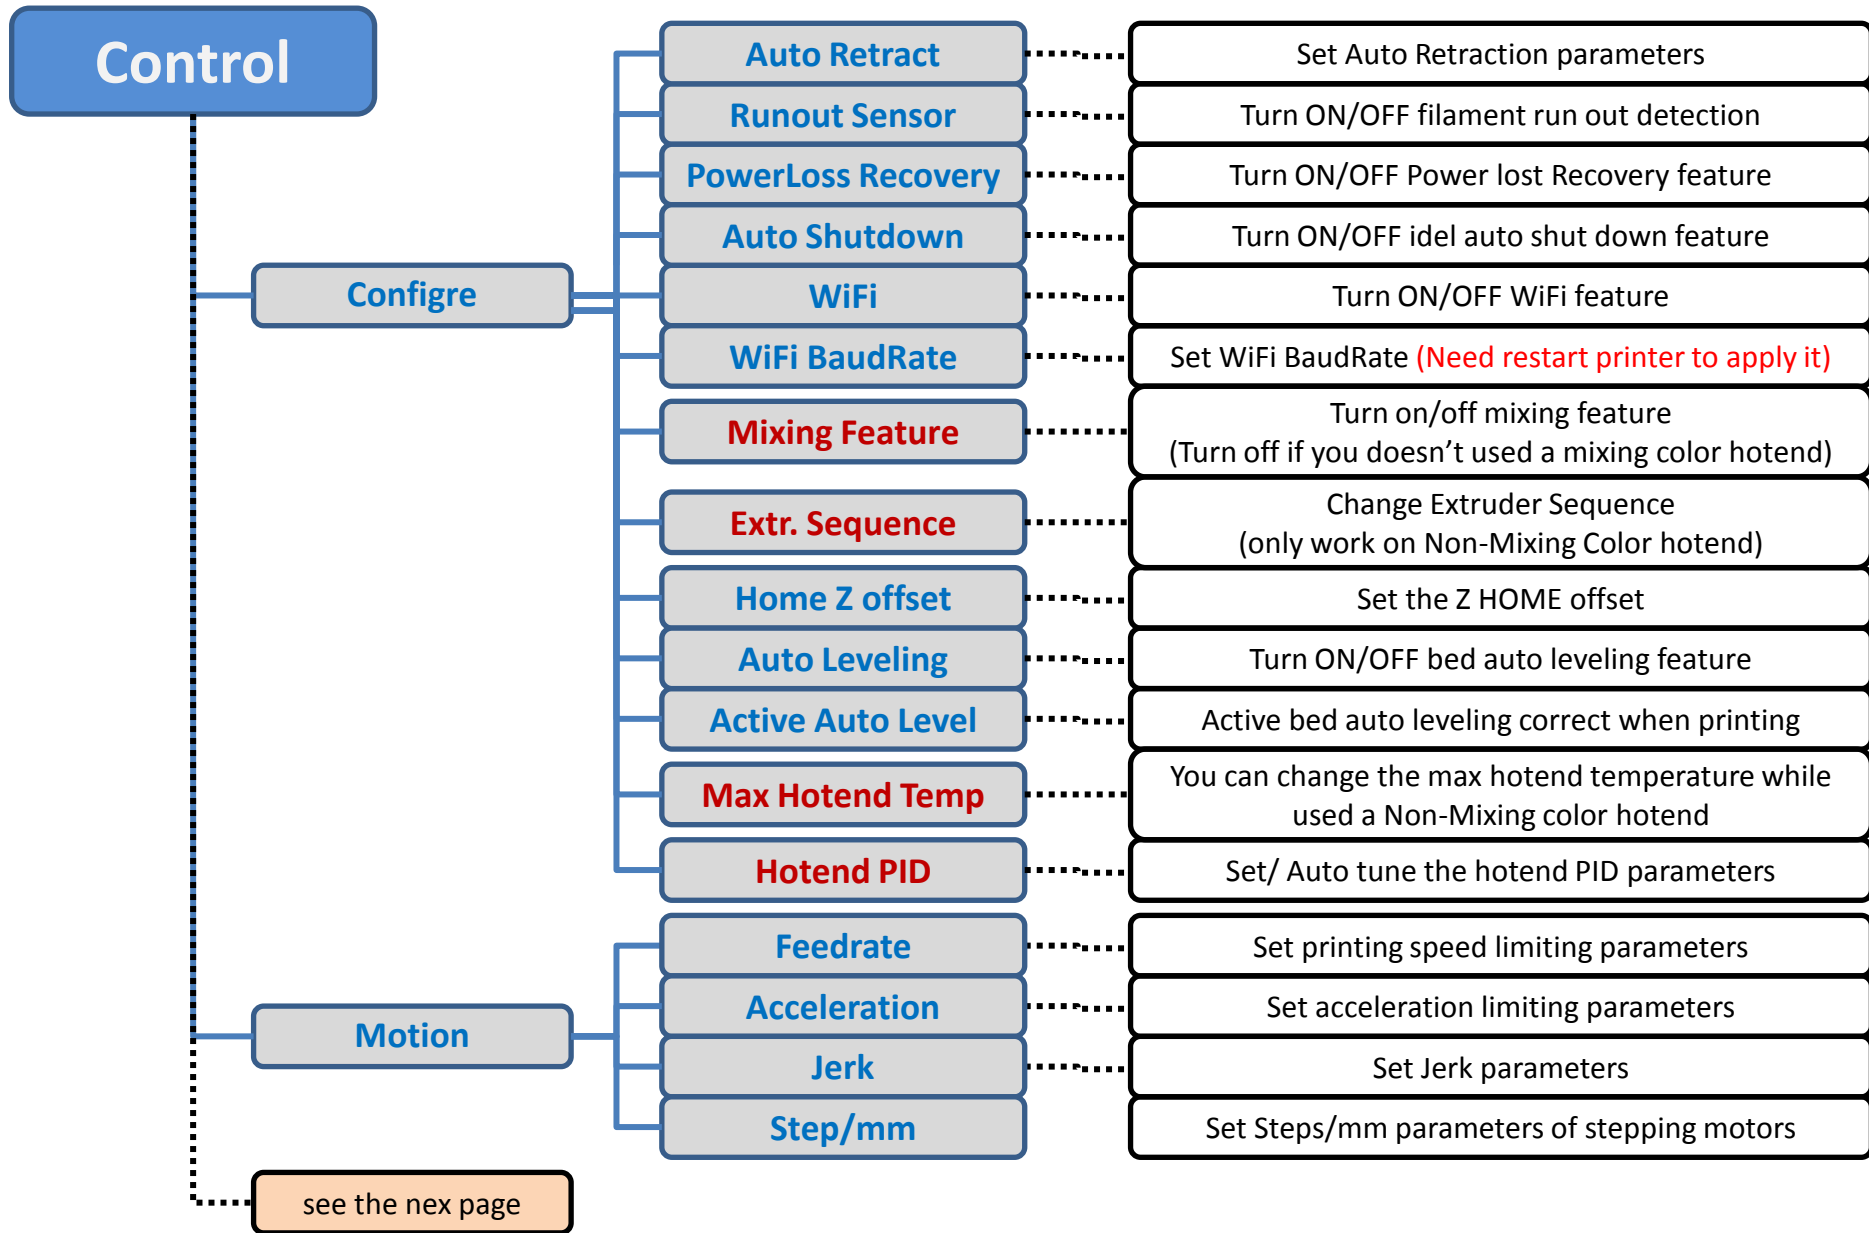 Control
Configre
Auto Retract
Set Auto Retraction parameters
Runout Sensor
Turn ON/OFF filament run out detection
PowerLoss Recovery
Turn ON/OFF Power lost Recovery feature
Auto Shutdown
Turn ON/OFF idel auto shut down feature
WiFi
Turn ON/OFF WiFi feature
WiFi BaudRate
Set WiFi BaudRate (Need restart printer to apply it)
Mixing Feature
Turn on/off mixing feature
(Turn off if you doesn’t used a mixing color hotend)
Extr. Sequence
Change Extruder Sequence
(only work on Non-Mixing Color hotend)
Home Z offset
Set the Z HOME offset
Auto Leveling
Turn ON/OFF bed auto leveling feature
Active Auto Level
Active bed auto leveling correct when printing
Max Hotend Temp
You can change the max hotend temperature while
used a Non-Mixing color hotend
Hotend PID
Set/ Auto tune the hotend PID parameters
Motion
Feedrate
Set printing speed limiting parameters
Acceleration
Set acceleration limiting parameters
Jerk
Set Jerk parameters
Step/mm
Set Steps/mm parameters of stepping motors
see the nex page